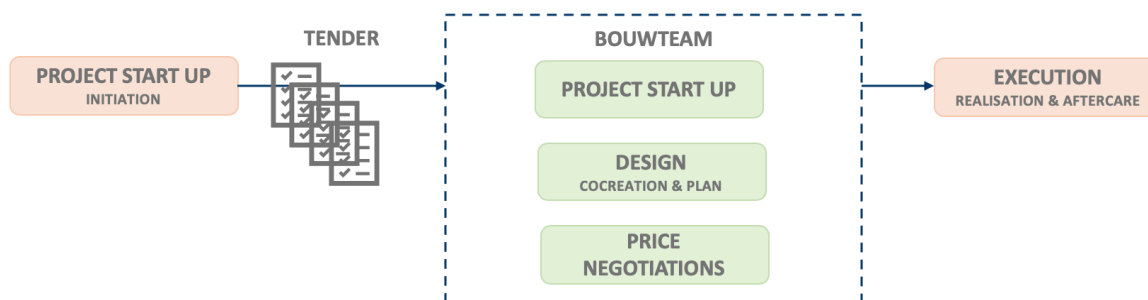 TENDER
BOUWTEAM
PROJECT START UP
INITIATION
PROJECT START UP
DESIGN
COCREATION & PLAN
PRICE
NEGOTIATIONS
EXECUTION
REALISATION & AFTERCARE